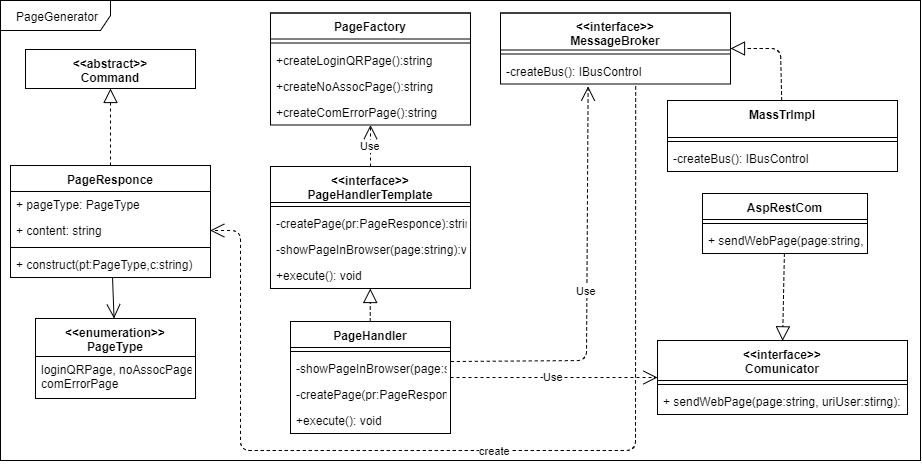 PageGenerator
<<abstract>>
Command
PageResponce
+ pageType: PageType
+ content: string
+ construct(pt:PageType,c:string)
<<enumeration>>
PageType
loginQRPage, noAssocPage
comErrorPage
PageFactory
+createLoginQRPage():string
+createNoAssocPage():string
+createComErrorPage():string
Use
<<interface>>
PageHandlerTemplate
-createPage(pr:PageResponce):strin
-showPageInBrowser(page:string):v
+execute(): void
PageHandler
-showPageInBrowser(page:s
-createPage(pr:PageRespon
+execute(): void
<<interface>>
MessageBroker
-createBus(): IBusControl
MassTrImpl
-createBus(): IBusControl
AspRestCom
+ sendWebPage(page:string,
Use
Use
<<interface>>
Comunicator
+ sendWebPage(page:string, uriUser:stirng):
create